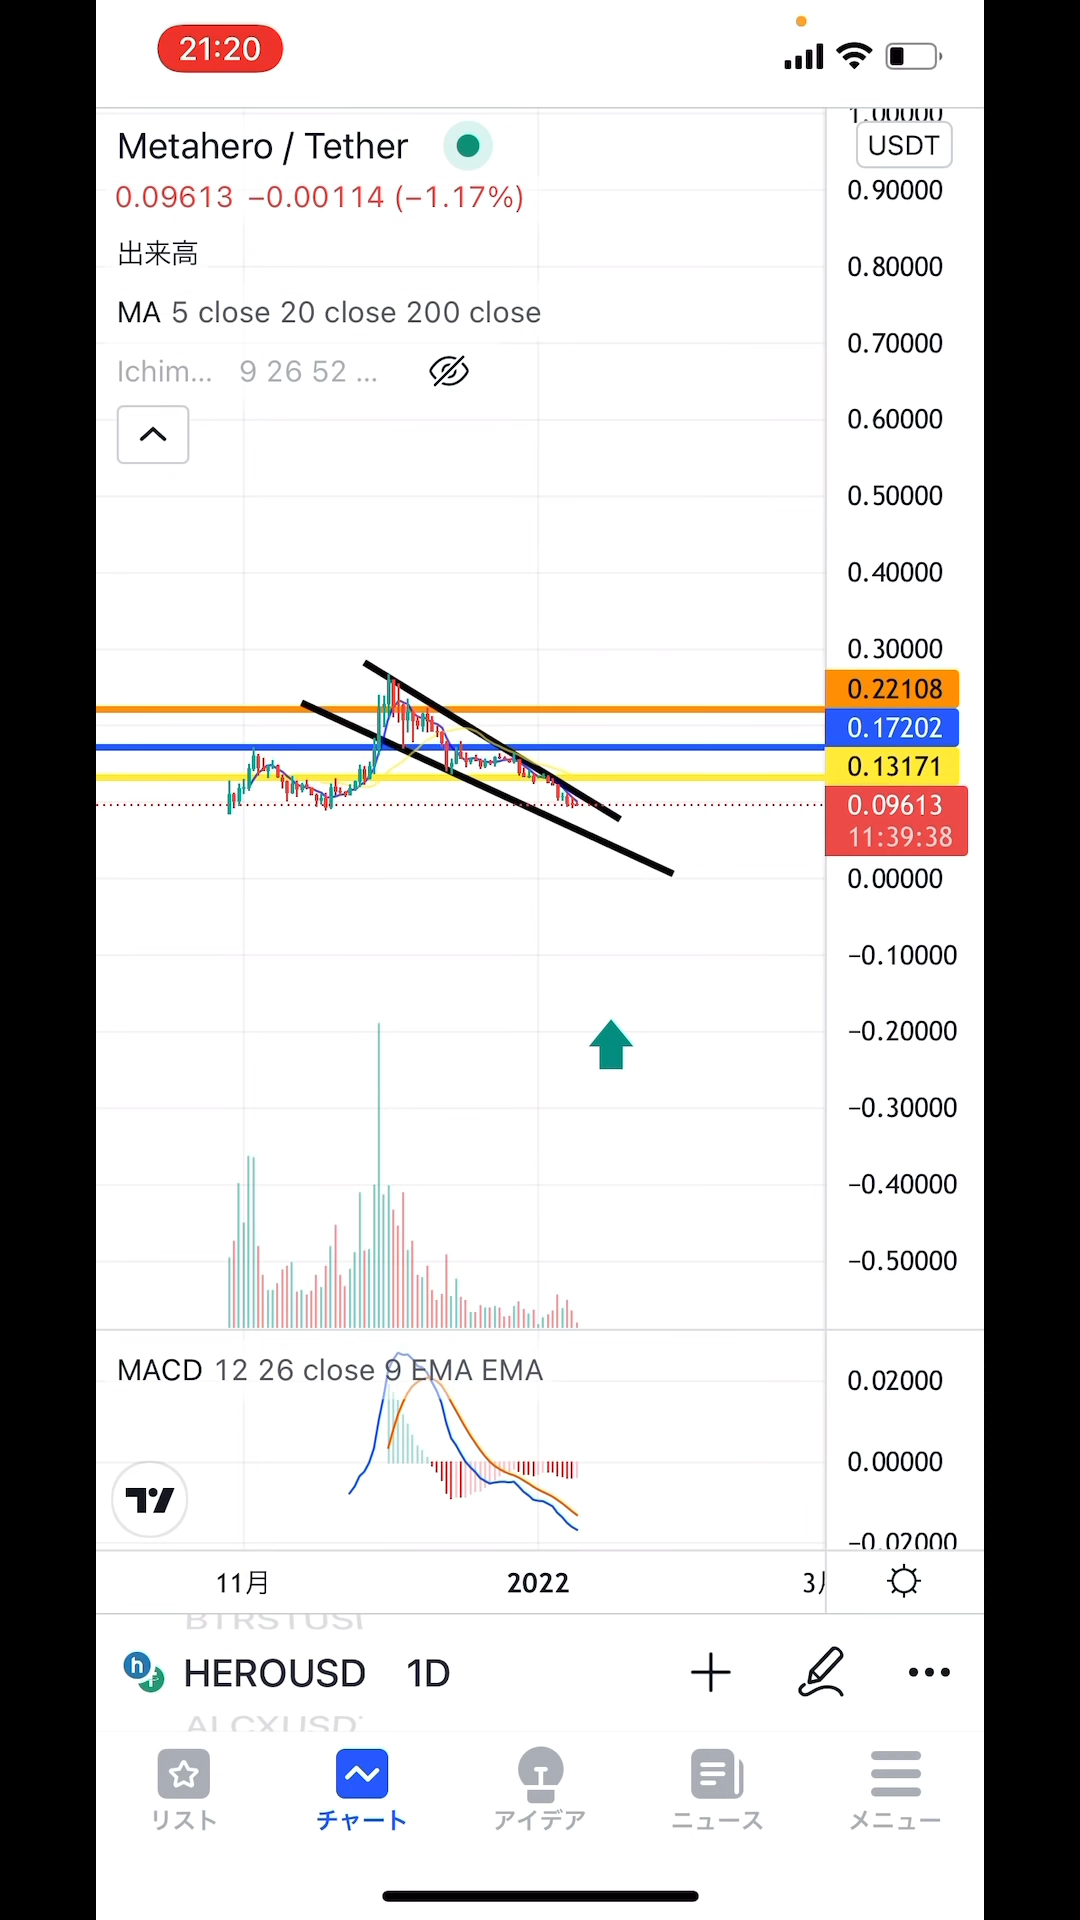 21:20
1.00000
Metahero / Tether
USDT
0.09613 −0.00114 (−1.17%)
0.90000
出来高
0.80000
MA 5 close 20 close 200 close
0.70000
Ichim... 9 26 52 ...
0.60000
0.50000
0.40000
0.30000
0.22108
0.17202
0.13171
0.09613
11:39:38
0.00000
−0.10000
−0.20000
−0.30000
−0.40000
−0.50000
MACD 12 26 close 9 EMA EMA
0.02000
0.00000
−0.02000
11月 2022 3月
BTRSTUSI
HEROUSD 1D
ALCXUSD
リスト チャート アイデア ニュース メニュー